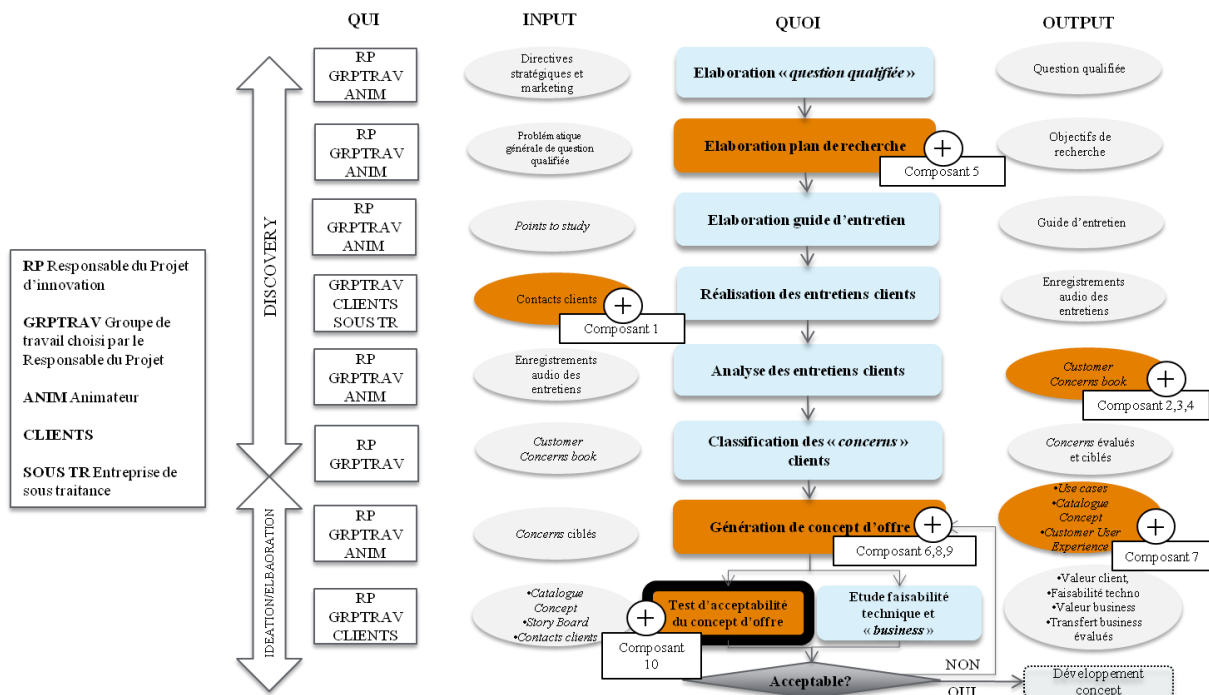 QUI
INPUT
QUOI
OUTPUT
RP
GRPTRAV
ANIM
Directives
stratégiques et
marketing
Elaboration « question qualifiée »
Question qualifiée
RP
GRPTRAV
ANIM
Problématique
générale de question
qualifiée
Elaboration plan de recherche
Composant 5
Objectifs de
recherche
RP
GRPTRAV
ANIM
Points to study
Elaboration guide d'entretien
Guide d'entretien
GRPTRAV
CLIENTS
SOUS TR
Contacts clients
Composant 1
Réalisation des entretiens clients
Enregistrements
audio des
entretiens
RP
GRPTRAV
ANIM
Enregistrements
audio des
entretiens
Analyse des entretiens clients
Customer
Concerns book
Composant 2,3,4
RP
GRPTRAV
Customer
Concerns book
Classification des « concerns »
clients
Concerns évalués
et ciblés
RP
GRPTRAV
ANIM
Concerns ciblés
Génération de concept d'offre
Composant 6,8,9
•Use cases
•Catalogue
Concept
•Customer User
Experience
Composant 7
RP
GRPTRAV
CLIENTS
•Catalogue
Concept
•Story Board
•Contacts clients
Test d'acceptabilité
du concept d'offre
Composant
10
Etude faisabilité
technique et
« business »
•Valeur client,
•Faisabilité techno
•Valeur business
•Transfert business
évalués
Acceptable?
NON
OUI
Développement
concept
DISCOVERY
IDEATION/ELBAORATION
RP Responsable du Projet
d'innovation
GRPTRAV Groupe de
travail choisi par le
Responsable du Projet
ANIM Animateur
CLIENTS
SOUS TR Entreprise de
sous traitance